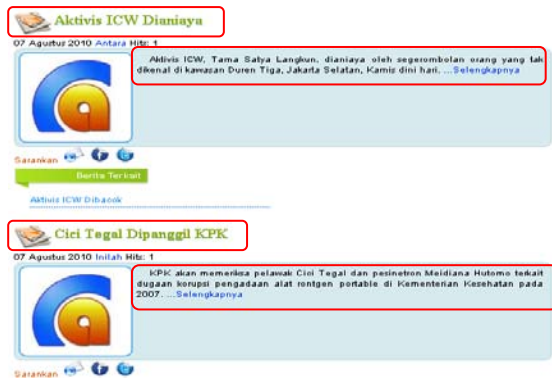 Aktivis ICW Dianiaya
07 Agustus 2010 Antara Hits: 1
Aktivis ICW, Tama Satya Langkun, dianiaya oleh segerombolan orang yang tak
dikenal di kawasan Duren Tiga, Jakarta Selatan, Kamis dini hari. ...Selengkapnya
Sarankan
Berita Terkait
Aktivis ICW Dibacok
Cici Tegal Dipanggil KPK
07 Agustus 2010 Inilah Hits: 1
KPK akan memeriksa pelawak Cici Tegal dan pesinetron Meidiana Hutomo terkait
dugaan korupsi pengadaan alat rontgen portable di Kementerian Kesehatan pada
2007. ...Selengkapnya
Sarankan